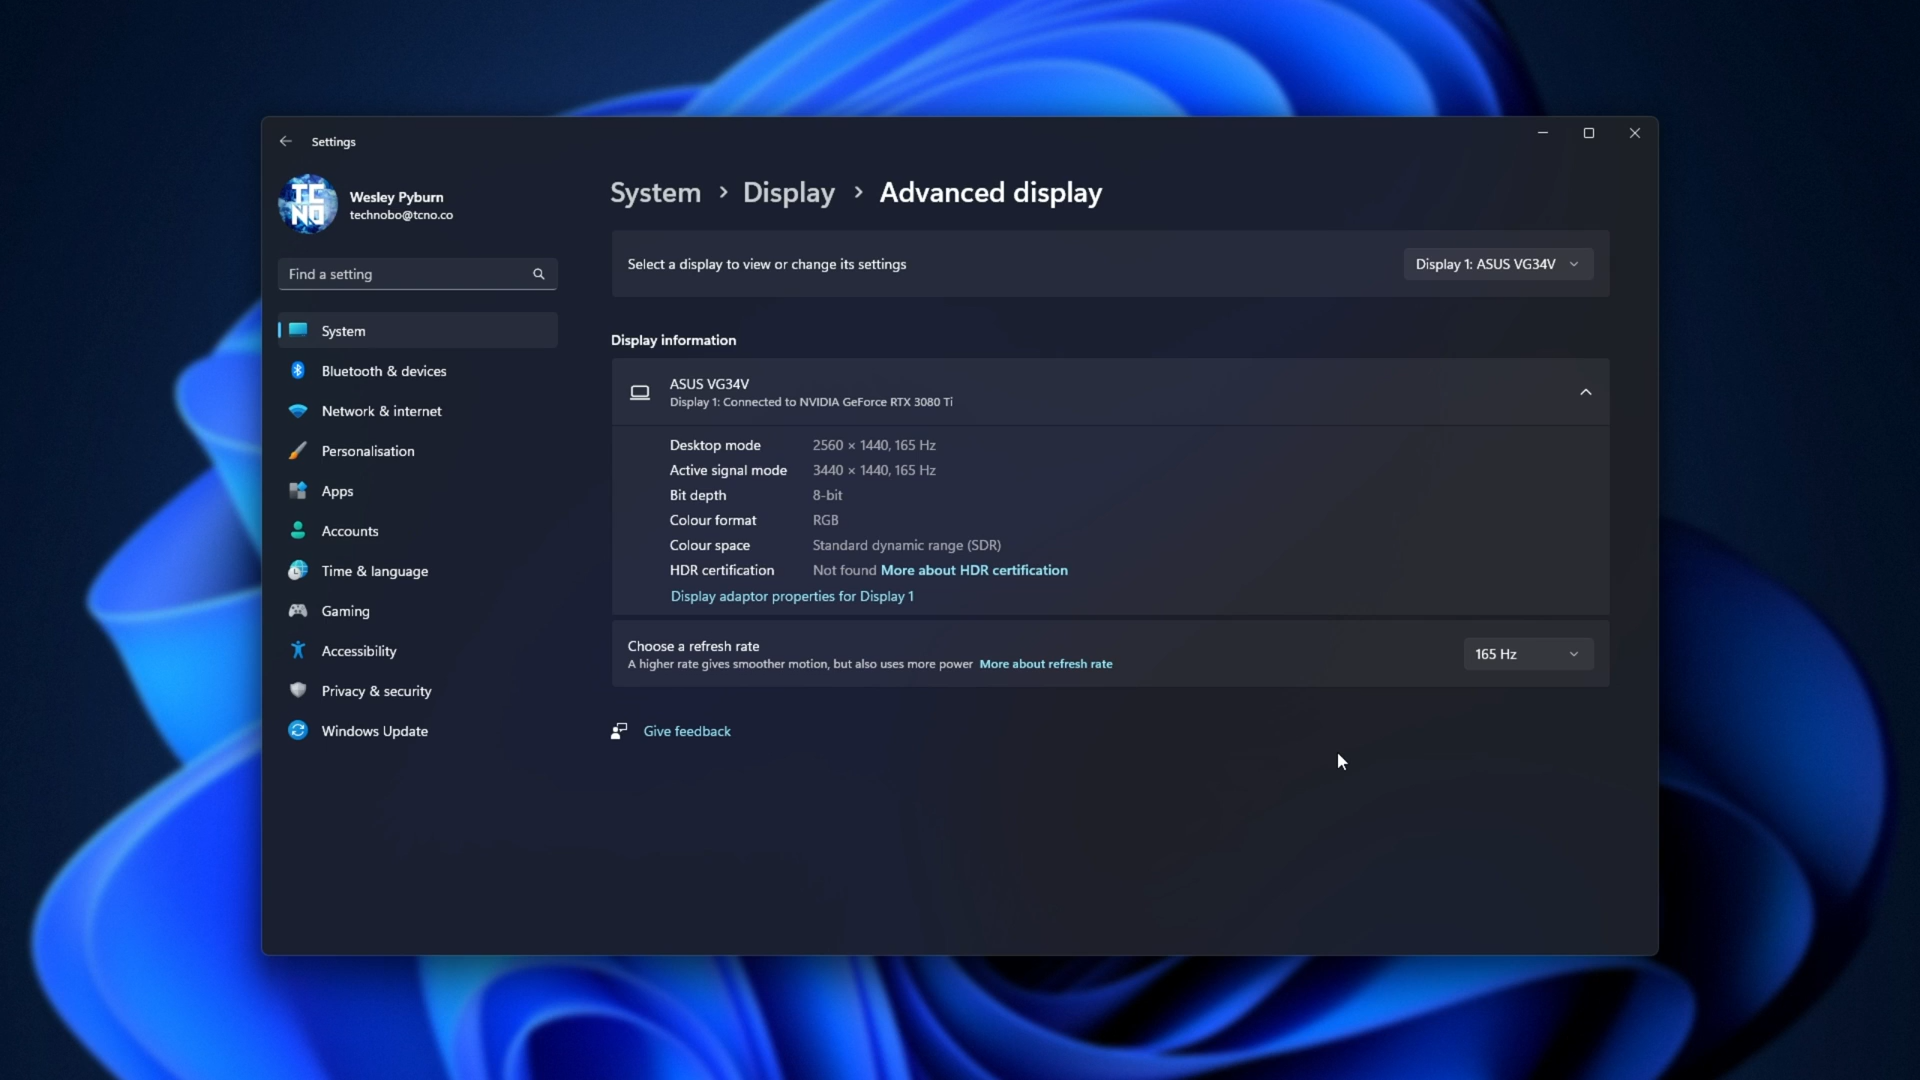 Settings
TC
NO
Wesley Pyburn
technobo@tcno.co
Find a setting
System
Bluetooth & devices
Network & internet
Personalisation
Apps
Accounts
Time & language
Gaming
Accessibility
Privacy & security
Windows Update
System > Display > Advanced display
Select a display to view or change its settings
Display 1: ASUS VG34V
Display information
ASUS VG34V
Display 1: Connected to NVIDIA GeForce RTX 3080 Ti
Desktop mode 2560 × 1440, 165 Hz
Active signal mode 3440 × 1440, 165 Hz
Bit depth 8-bit
Colour format RGB
Colour space Standard dynamic range (SDR)
HDR certification Not found More about HDR certification
Display adaptor properties for Display 1
Choose a refresh rate
A higher rate gives smoother motion, but also uses more power More about refresh rate
165 Hz
Give feedback